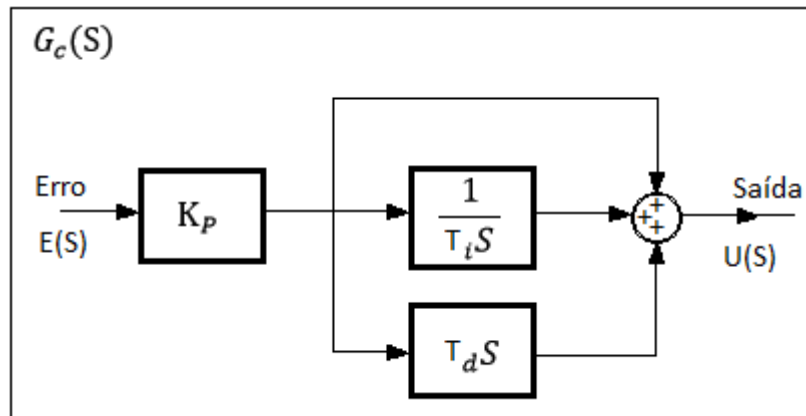 G_c(S)
Erro
E(S)
K_P
1
T_i S
T_d S
+
+
+
Saída
U(S)